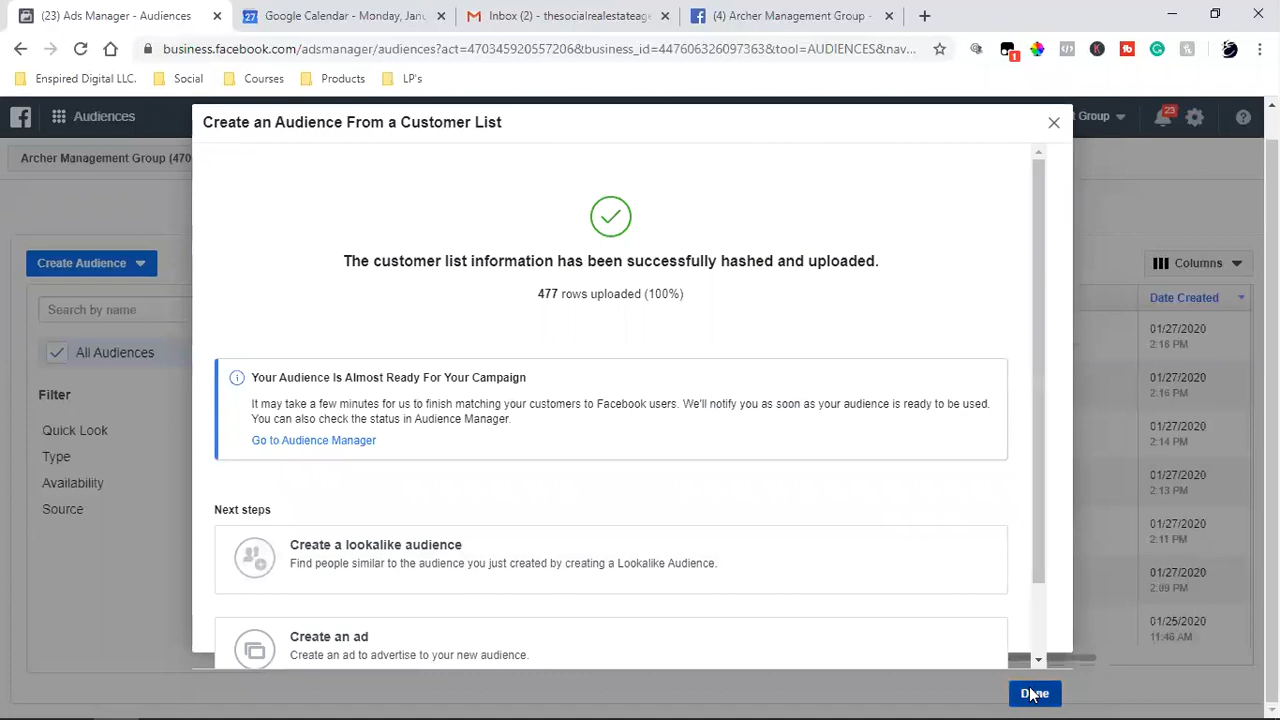 (23) Ads Manager - Audiences
Google Calendar - Monday, Janu
Inbox (2) - thesocialrealestateag
(4) Archer Management Group -
business.facebook.com/adsmanager/audiences?act=470345920557206&business_id=447606326097363&tool=AUDIENCES&nav...
1
Enspired Digital LLC.
Social
Courses
Products
LP's
Audiences
t Group
23
Create an Audience From a Customer List
Archer Management Group (470
The customer list information has been successfully hashed and uploaded.
477 rows uploaded (100%)
Create Audience
Columns
Search by name
Date Created
All Audiences
Filter
Quick Look
Type
Availability
Source
Your Audience Is Almost Ready For Your Campaign
It may take a few minutes for us to finish matching your customers to Facebook users. We'll notify you as soon as your audience is ready to be used.
You can also check the status in Audience Manager.
Go to Audience Manager
Next steps
Create a lookalike audience
Find people similar to the audience you just created by creating a Lookalike Audience.
Create an ad
Create an ad to advertise to your new audience.
01/27/2020
2:18 PM
01/27/2020
2:16 PM
01/27/2020
2:14 PM
01/27/2020
2:13 PM
01/27/2020
2:11 PM
01/27/2020
2:09 PM
01/25/2020
11:46 AM
Done